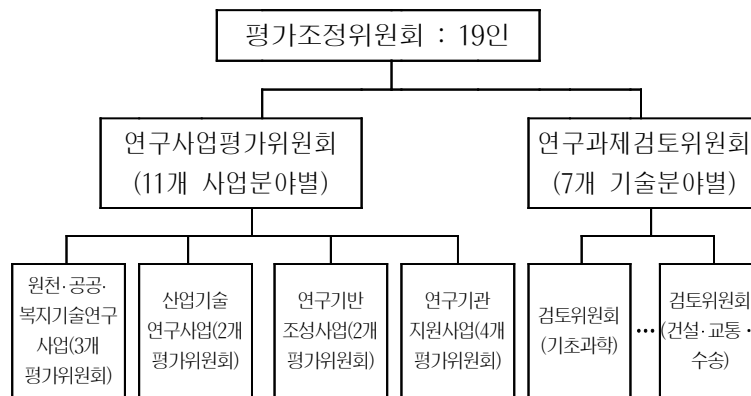 평가조정위원회 : 19인
연구사업평가위원회
(11개 사업분야별)
연구과제검토위원회
(7개 기술분야별)
원천·공공·
복지기술연구
사업(3개
평가위원회)
산업기술
연구사업(2개
평가위원회)
연구기반
조성사업(2개
평가위원회)
연구기관
지원사업(4개
평가위원회)
검토위원회
(기초과학)
…
검토위원회
(건설·교통·
수송)